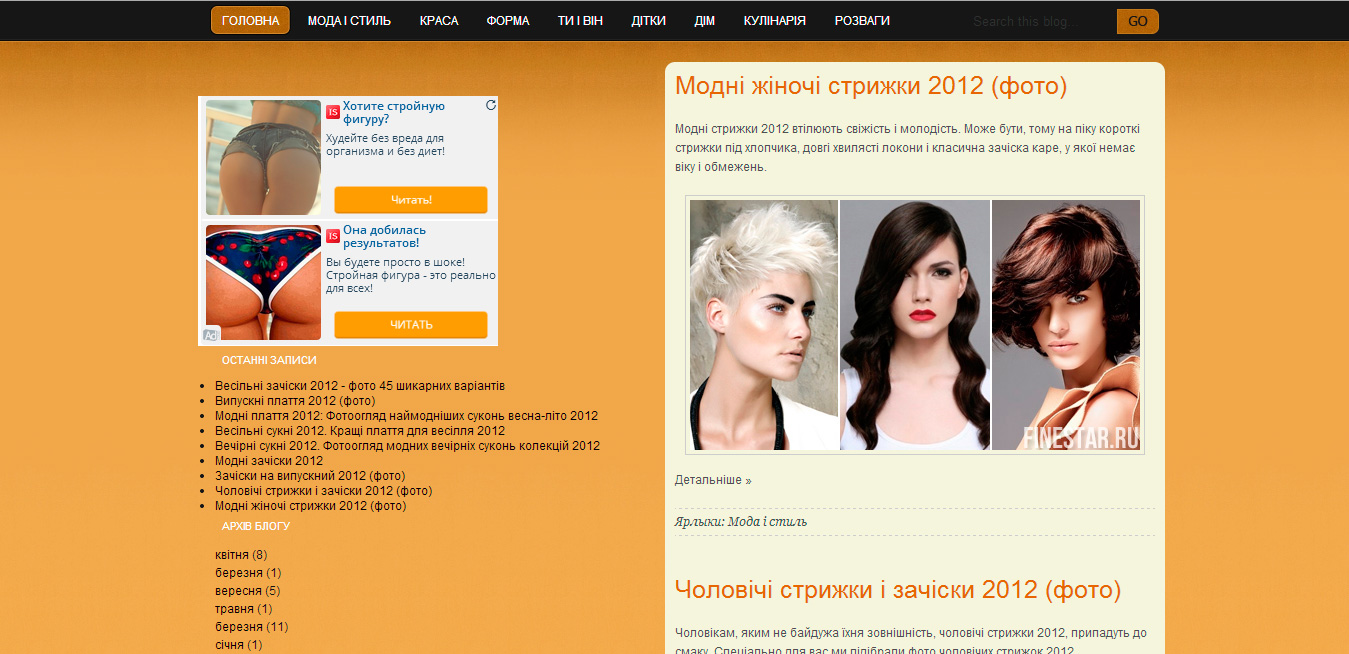 ГОЛОВНА МОДА І СТИЛЬ КРАСА ФОРМА ТИ І ВІН ДІТКИ ДІМ КУЛІНАРІЯ РОЗВАГИ Search this blog... GO
Хотите стройную
фигуру?
Худейте без вреда для
организма и без диет!
Читать!
Она добилась
результатов!
Вы будете просто в шоке!
Стройная фигура - это реально
для всех!
ЧИТАТЬ
Ad
ОСТАННІ ЗАПИСИ
Весільні зачіски 2012 - фото 45 шикарних варіантів
Випускні плаття 2012 (фото)
Модні плаття 2012: Фотоогляд наймодніших суконь весна-літо 2012
Весільні сукні 2012. Кращі плаття для весілля 2012
Вечірні сукні 2012. Фотоогляд модних вечірніх суконь колекцій 2012
Модні зачіски 2012
Зачіски на випускний 2012 (фото)
Чоловічі стрижки і зачіски 2012 (фото)
Модні жіночі стрижки 2012 (фото)
АРХІВ БЛОГУ
квітня (8)
березня (1)
вересня (5)
травня (1)
березня (11)
січня (1)
Модні жіночі стрижки 2012 (фото)
Модні стрижки 2012 втілюють свіжість і молодість. Може бути, тому на піку короткі
стрижки під хлопчика, довгі хвилясті локони і класична зачіска каре, у якої немає
віку і обмежень.
FINESTAR.RU
Детальніше »
Ярлыки: Мода і стиль
Чоловічі стрижки і зачіски 2012 (фото)
Чоловікам, яким не байдужа їхня зовнішність, чоловічі стрижки 2012, припадуть до
смаку. Спеціально для вас ми підібрали фото чоловічих стрижок 2012